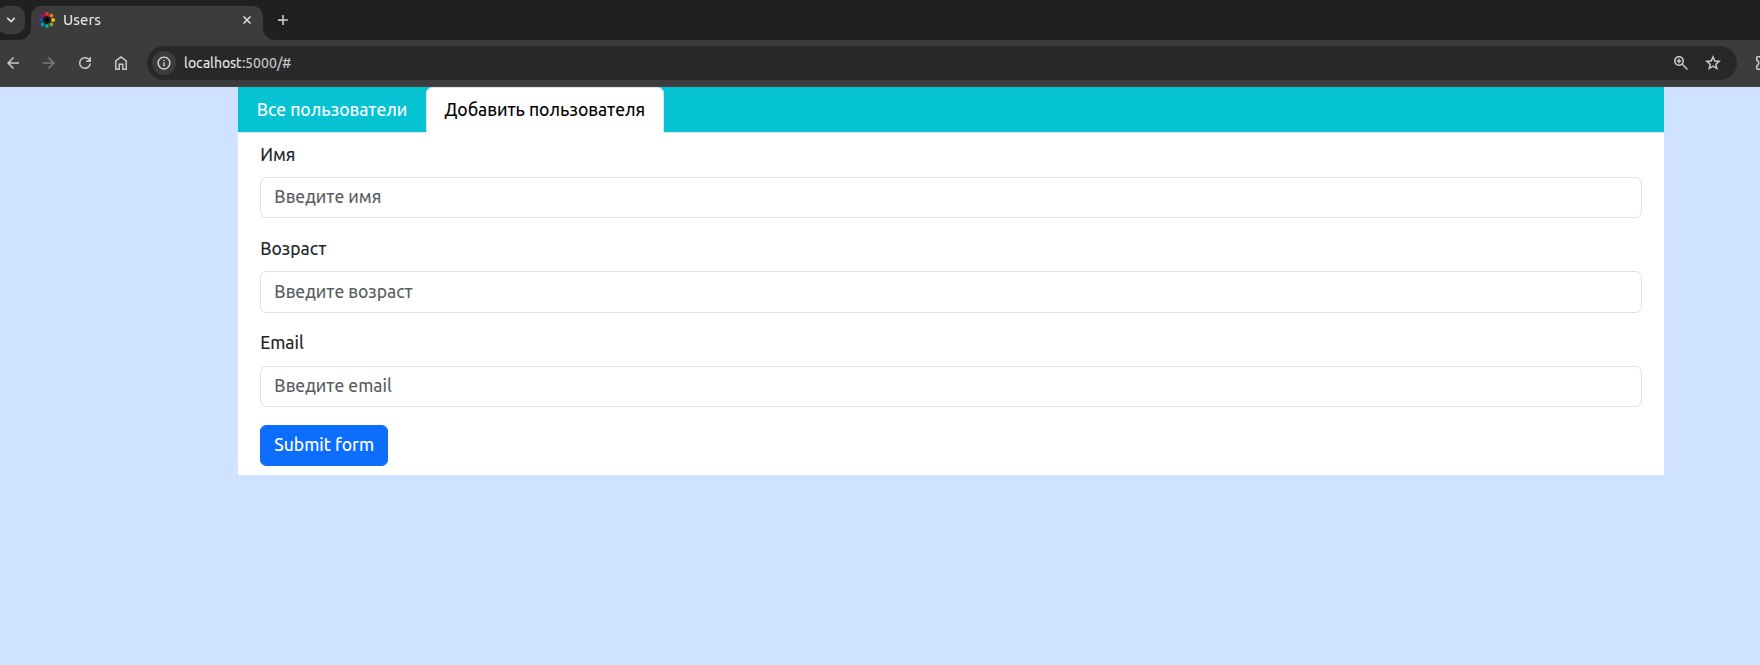 Users
localhost:5000/#
Все пользователи Добавить пользователя
Имя
Введите имя
Возраст
Введите возраст
Email
Введите email
Submit form